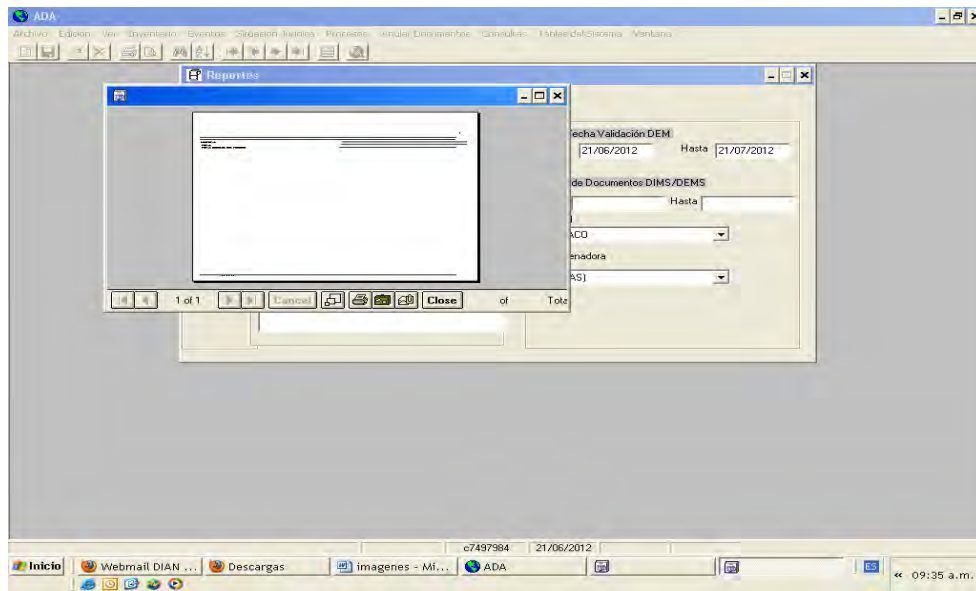 ADA
Archivo Edicion Ver Inventario Eventos Situacion Juridica Procesos Vincular Documentos Consultas Tablas del Sistema Ventana
Reportes
Fecha Validación DEM
21/06/2012 Hasta 21/07/2012
de Documentos DIMS/DEMS
Hasta
ACO
enadora
AS)
1 of 1 Cancel Close of Tota
c7497984 21/06/2012
Inicio Webmail DIAN ... Descargas imagenes - Mi... ADA ES « 09:35 a.m.